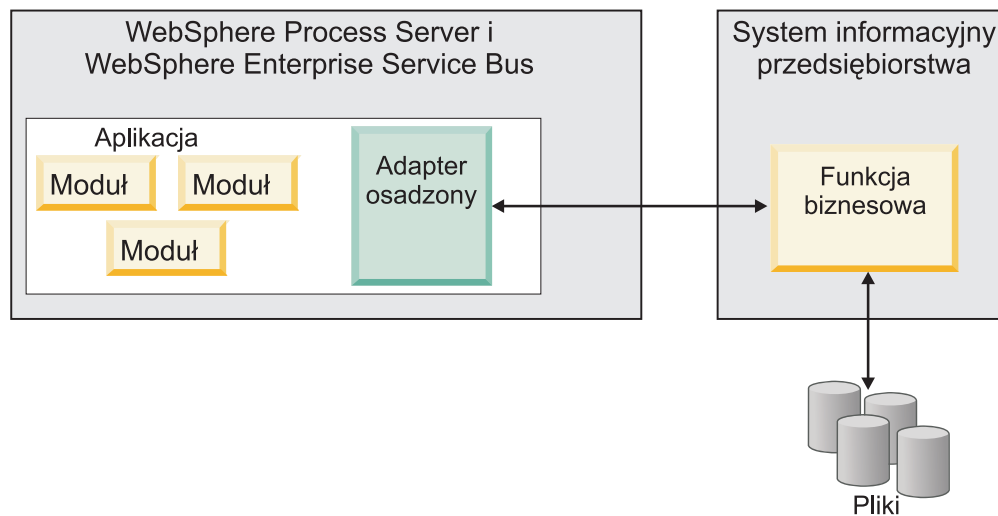 WebSphere Process Server i
WebSphere Enterprise Service Bus
Aplikacja
Moduł
Moduł
Moduł
Adapter
osadzony
System informacyjny
przedsiębiorstwa
Funkcja
biznesowa
Pliki